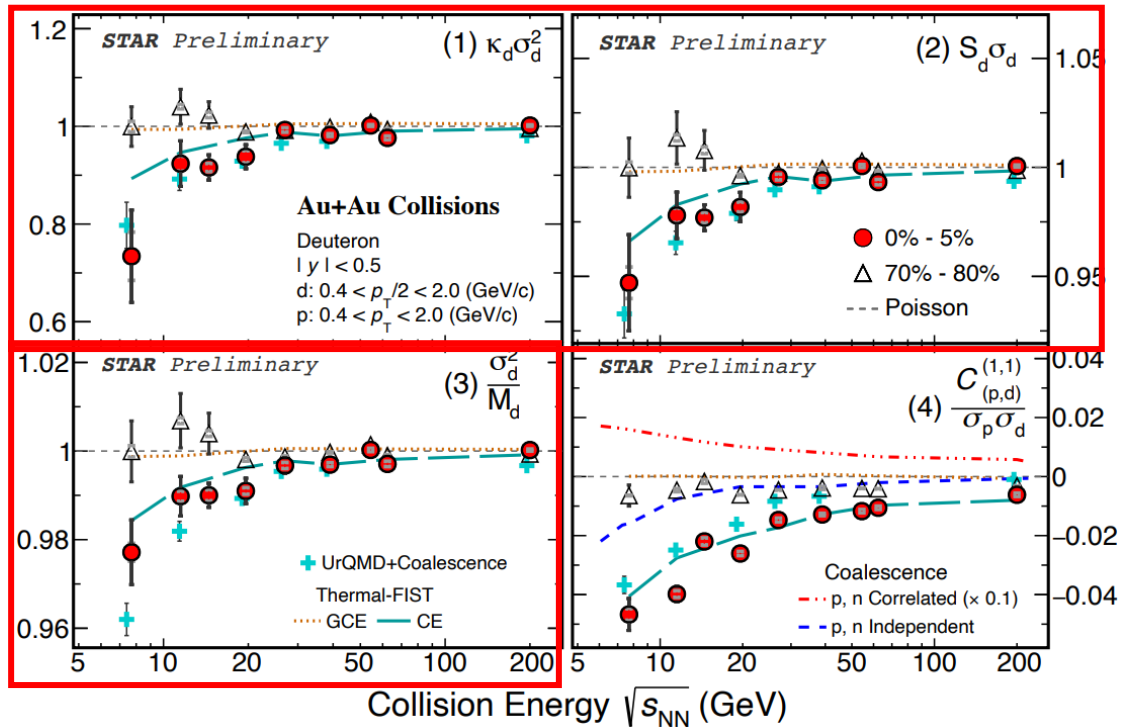 STAR Preliminary
(1) κ_dσ_d^2
1.2
1
0.8
0.6
Au+Au Collisions
Deuteron
| y | < 0.5
d: 0.4 < p_T/2 < 2.0 (GeV/c)
p: 0.4 < p_T < 2.0 (GeV/c)
STAR Preliminary
(2) S_dσ_d
1.05
1
0.95
0% - 5%
70% - 80%
Poisson
STAR Preliminary
(3) σ_d^2/M_d
1.02
1
0.98
0.96
UrQMD+Coalescence
Thermal-FIST
GCE CE
5 10 20 50 100 200
STAR Preliminary
(4) C_(p,d)^(1,1)/σ_pσ_d
0.04
0.02
0
−0.02
−0.04
Coalescence
p, n Correlated (× 0.1)
p, n Independent
5 10 20 50 100 200
Collision Energy √s_NN (GeV)